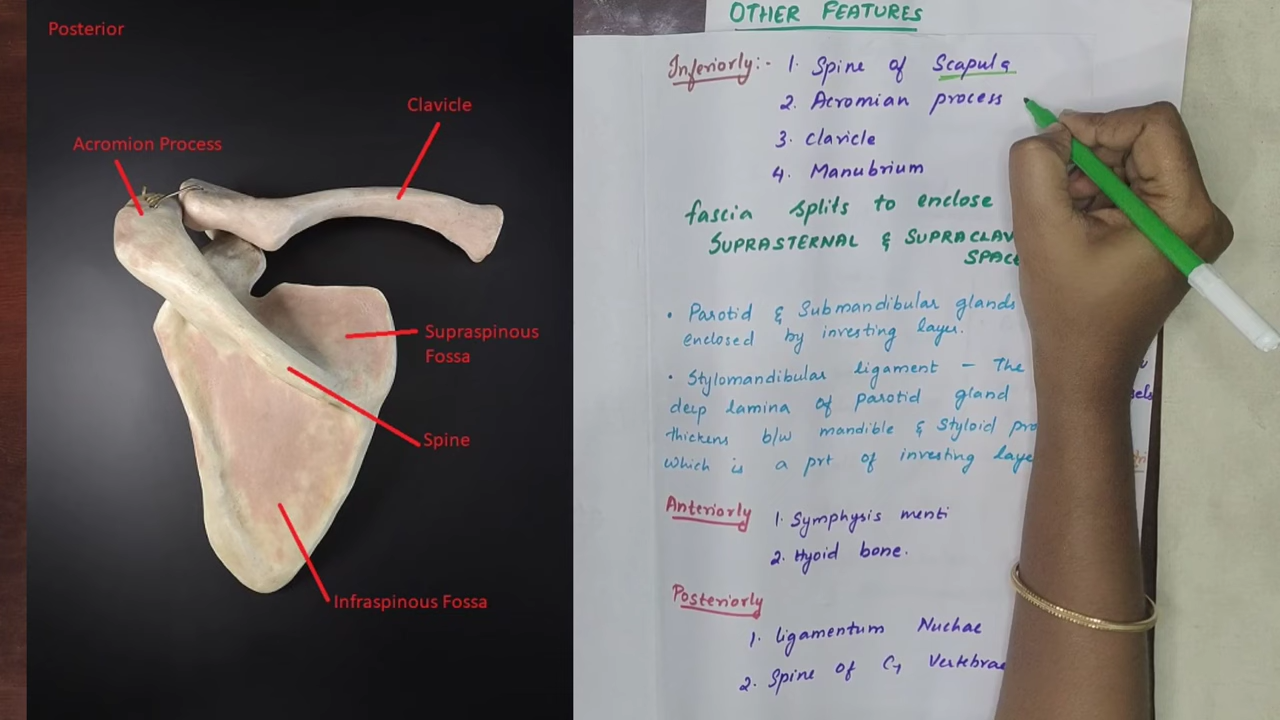 Posterior
Clavicle
Acromion Process
Supraspinous
Fossa
Spine
Infraspinous Fossa
OTHER FEATURES
Inferiorly:- 1. Spine of Scapula
2. Acromian process
3. Clavicle
4. Manubrium
fascia splits to enclose
SUPRASTERNAL & SUPRACLAV
SPACE
• Parotid & Submandibular glands
enclosed by investing layer.
• Stylomandibular ligament – The
deep lamina of parotid gland
thickens b/w mandible & Styloid pro
which is a prt of investing laye
Anteriorly 1. Symphysis menti
2. Hyoid bone.
Posteriorly
1. ligamentum Nuchae
2. Spine of C7 Vertebrae